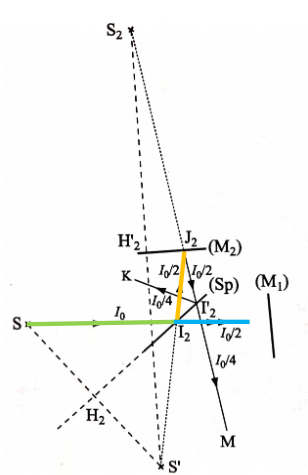 S₂
H'₂
J₂
(M₂)
I₀/2
I₀/2
K
(Sp)
(M₁)
I₀/4
I'₂
S
I₀
I₂
I₀/2
I₀/4
H₂
M
S'